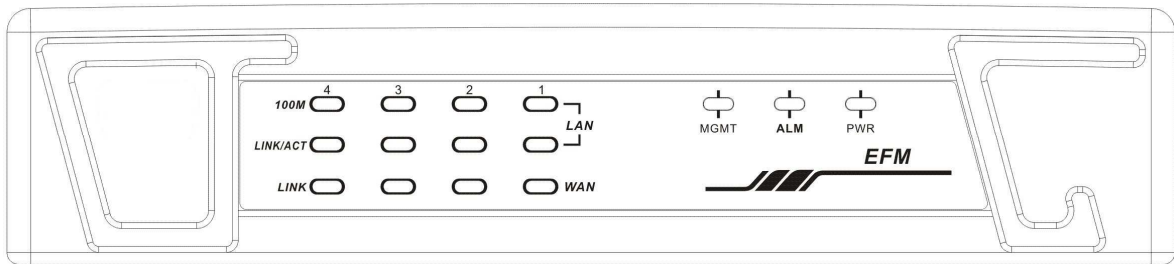 4 3 2 1
100M
LAN
LINK/ACT
LINK WAN
MGMT ALM PWR
EFM